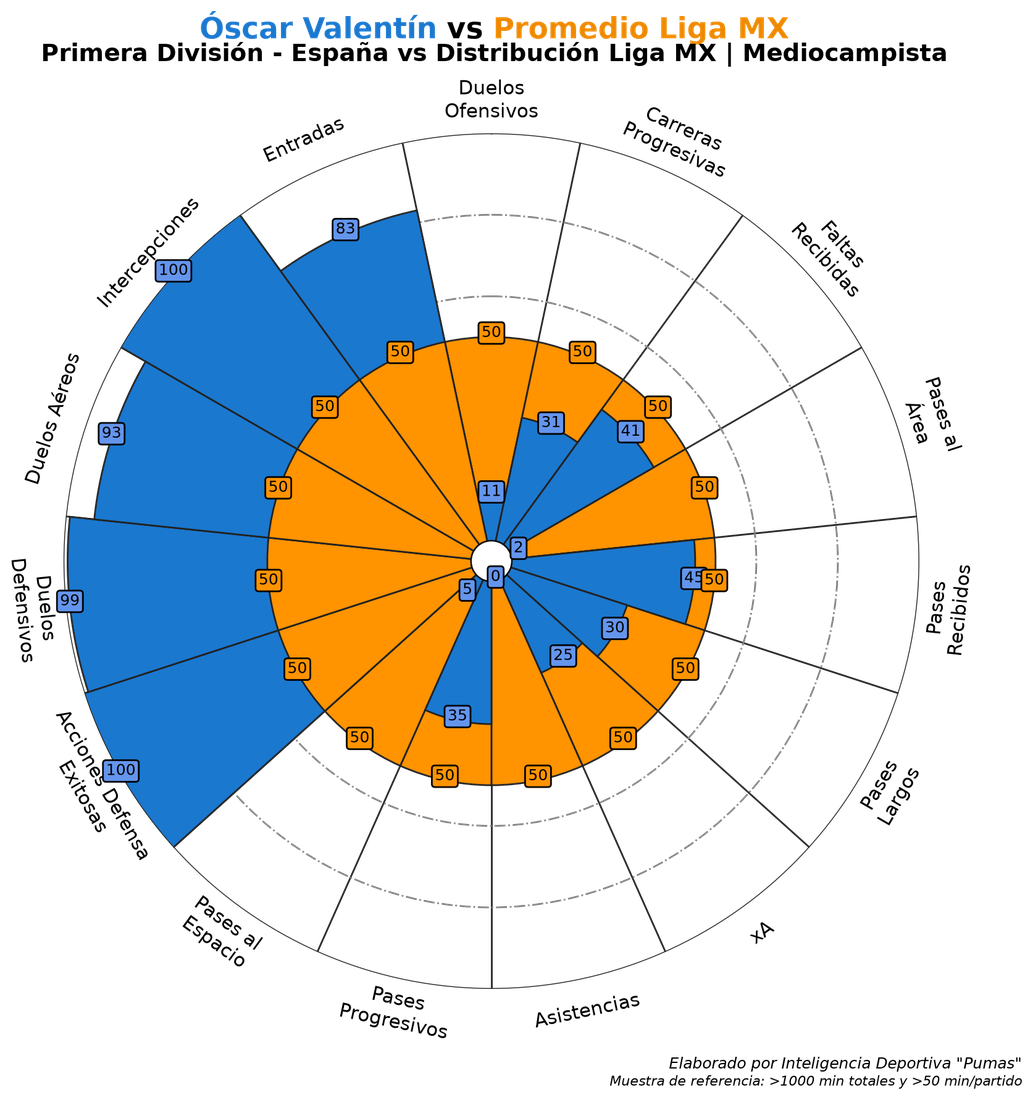 Óscar Valentín vs Promedio Liga MX
Primera División - España vs Distribución Liga MX | Mediocampista
Duelos
Ofensivos
Carreras
Progresivas
Faltas
Recibidas
Pases al
Área
Pases
Recibidos
Pases
Largos
xA
Asistencias
Pases
Progresivos
Pases al
Espacio
Acciones Defensa
Exitosas
Duelos
Defensivos
Duelos Aéreos
Intercepciones
Entradas
11
50
31
50
41
50
2
50
45
50
30
50
25
50
0
50
35
50
5
50
100
50
99
50
93
50
100
50
83
50
Elaborado por Inteligencia Deportiva "Pumas"
Muestra de referencia: >1000 min totales y >50 min/partido